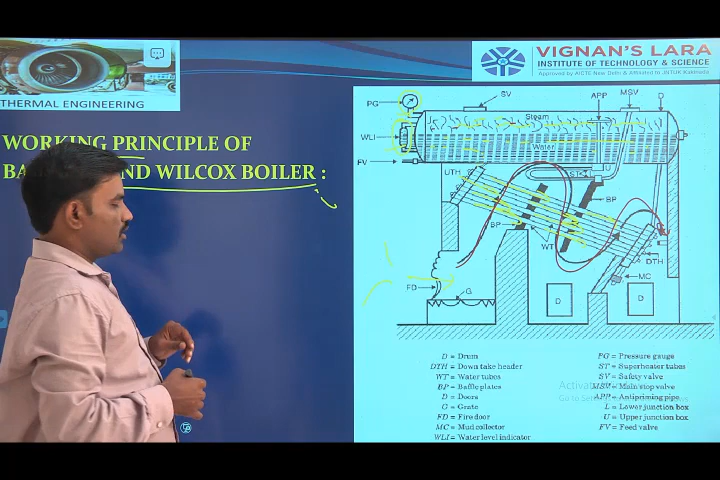 VIGNAN'S LARA
INSTITUTE OF TECHNOLOGY & SCIENCE
Approved by AICTE New Delhi & Affiliated to JNTUK Kakinada
THERMAL ENGINEERING
WORKING PRINCIPLE OF
ND WILCOX BOILER :
PG
SV
APP
MSV
D
Steam
WLI
Water
FV
UTH
ST
U
BP
BP
WT
DTH
FD
G
MC
D
D
D = Drum
DTH = Down take header
WT = Water tubes
BP = Baffle plates
D = Doors
G = Grate
FD = Fire door
MC = Mud collector
WLI = Water level indicator
PG = Pressure gauge
ST = Superheater tubes
SV = Safety valve
MSV = Main stop valve
APP = Antipriming pipe
L = Lower junction box
U = Upper junction box
FV = Feed valve